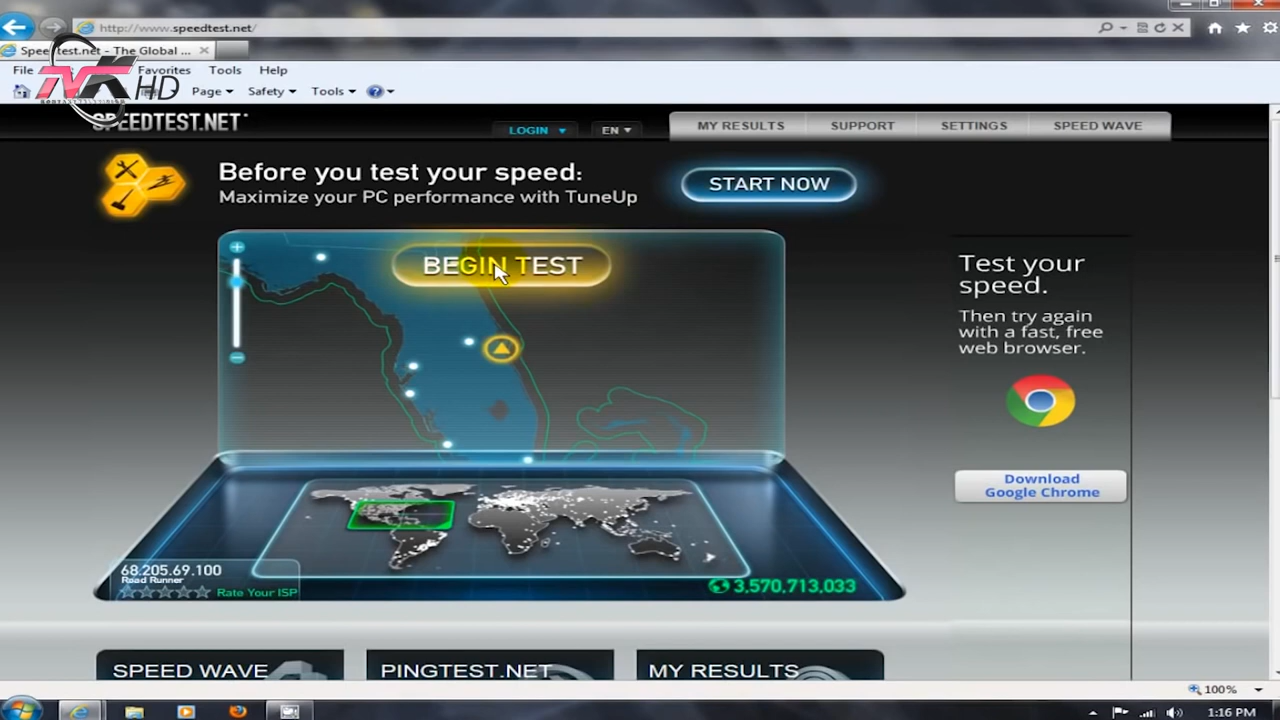 http://www.speedtest.net/
Speedtest.net - The Global ...
File Favorites Tools Help
NK HD
Page Safety Tools
SPEEDTEST.NET
LOGIN EN MY RESULTS SUPPORT SETTINGS SPEED WAVE
Before you test your speed:
Maximize your PC performance with TuneUp
START NOW
BEGIN TEST
Test your
speed.
Then try again
with a fast, free
web browser.
Download
Google Chrome
68.205.69.100
Road Runner
Rate Your ISP
3,570,713,033
SPEED WAVE PINGTEST.NET MY RESULTS
100%
1:16 PM